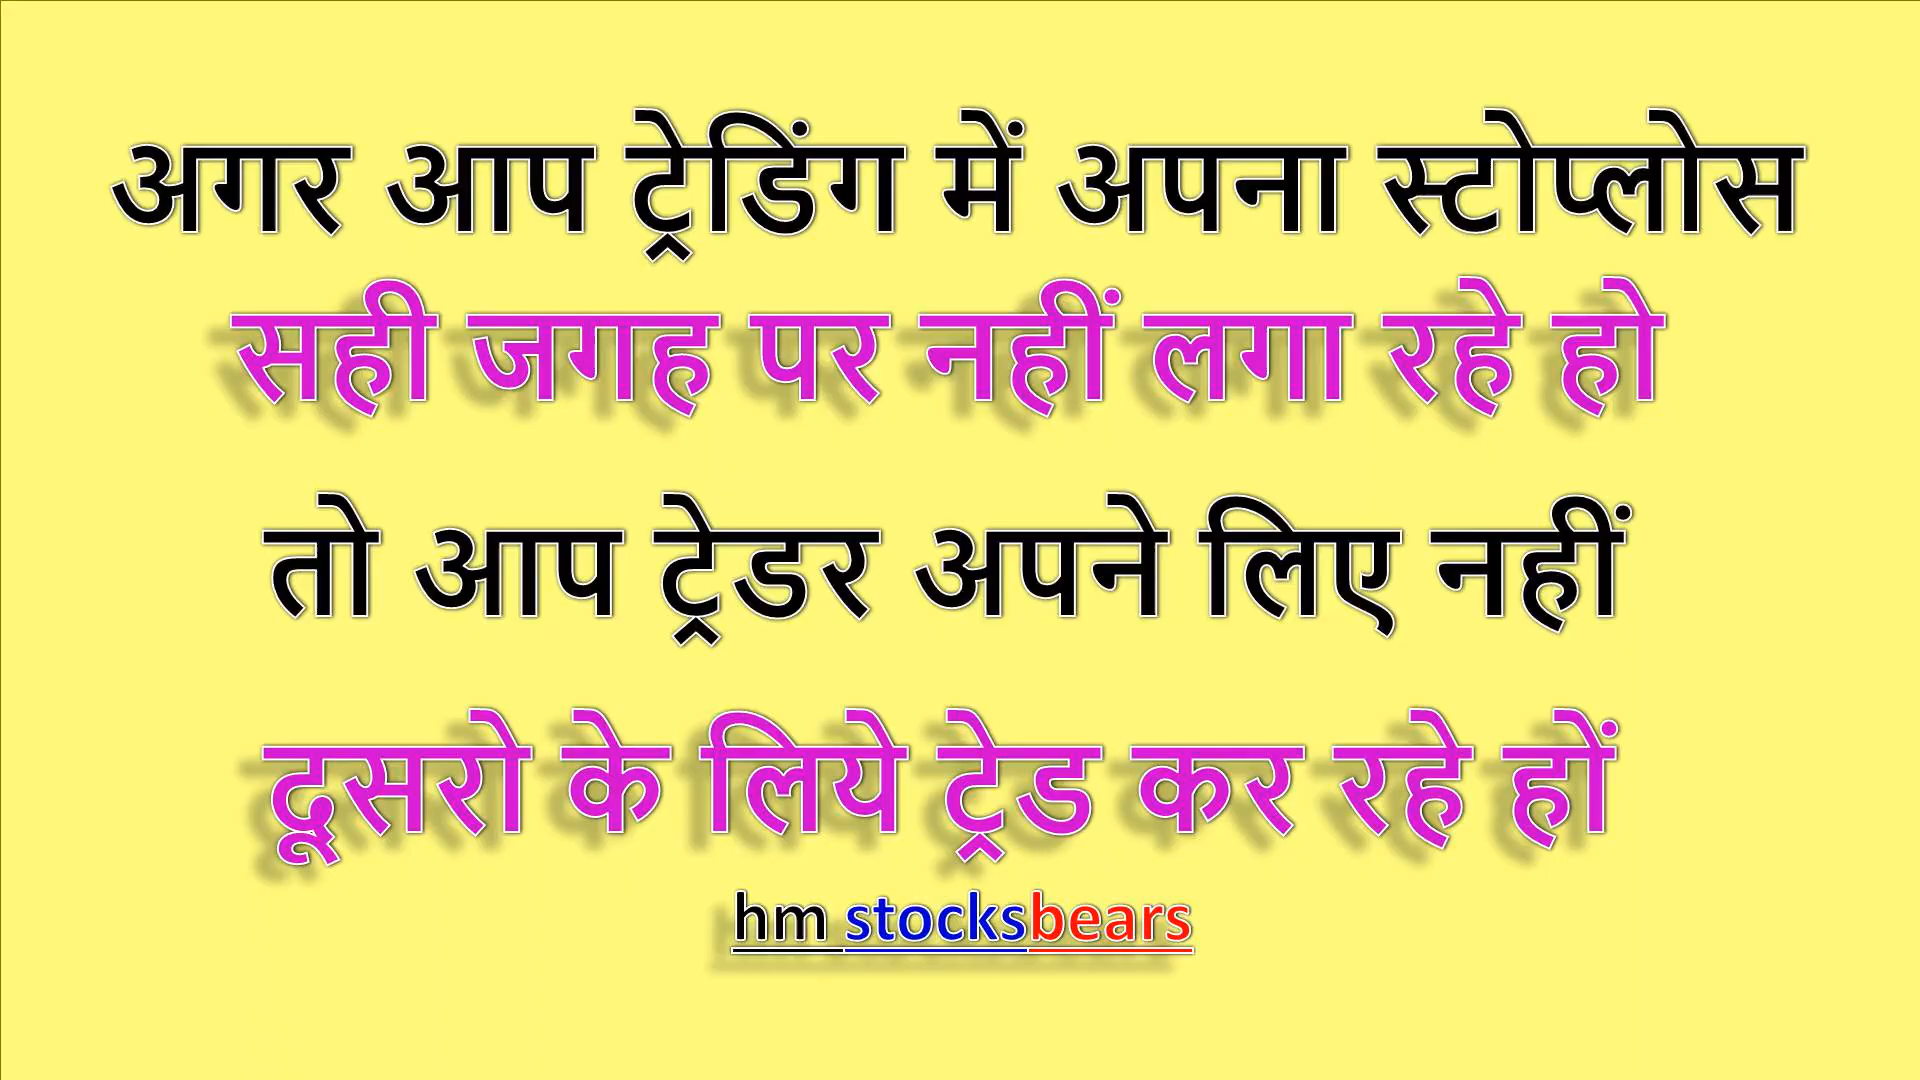 अगर आप ट्रेडिंग में अपना स्टोप्लोस
सही जगह पर नहीं लगा रहे हो
तो आप ट्रेडर अपने लिए नहीं
दूसरो के लिये ट्रेड कर रहे हों
hm stocksbears